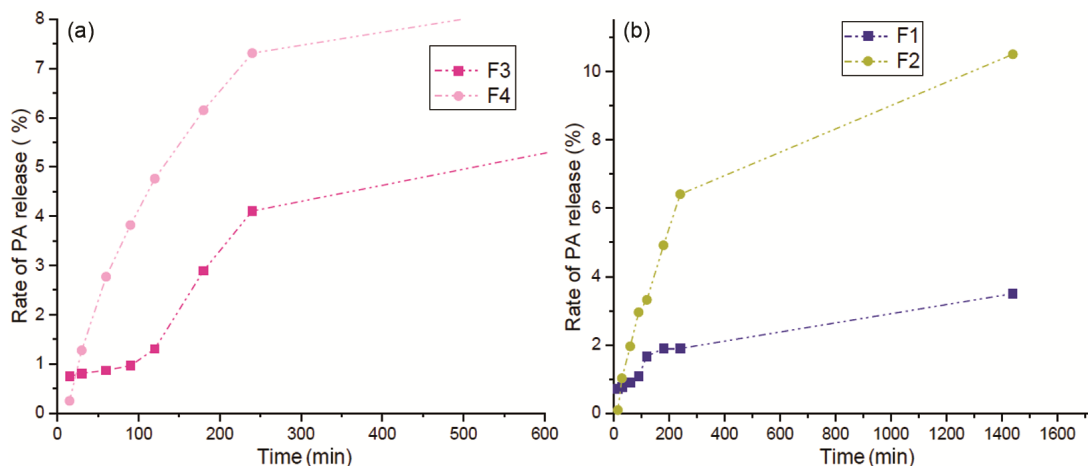 (a)
F3
F4
Rate of PA release (%)
8
7
6
5
4
3
2
1
0
0 100 200 300 400 500 600
Time (min)
(b)
F1
F2
Rate of PA release (%)
10
8
6
4
2
0
0 200 400 600 800 1000 1200 1400 1600
Time (min)